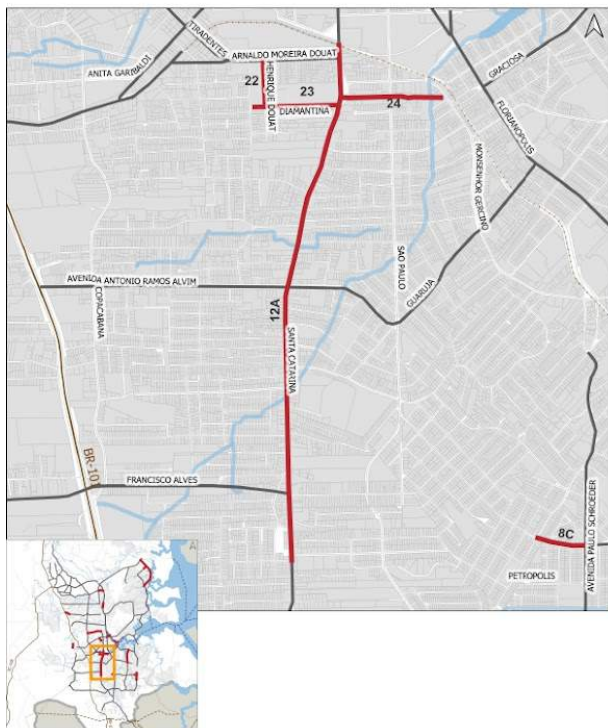 TIRADENTES
ARNALDO MOREIRA DOUAT
ANITA GARIBALDI
HENRIQUE DOUAT
22
23
DIAMANTINA
24
GRACIOSA
FLORIANOPOLIS
MONSENHOR GERCINO
SAO PAULO
AVENIDA ANTONIO RAMOS ALVIM
COPACABANA
GUARUJA
12A
SANTA CATARINA
BR-101
FRANCISCO ALVES
8C
AVENIDA PAULO SCHROEDER
PETROPOLIS